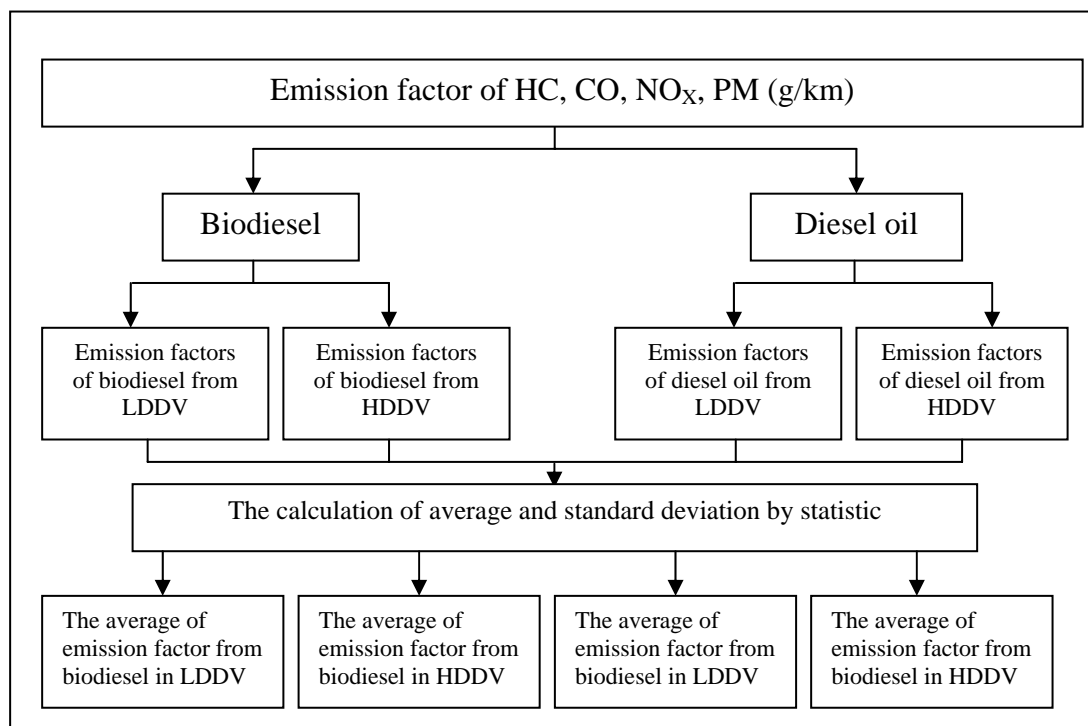 Emission factor of HC, CO, NOX, PM (g/km)
Biodiesel
Diesel oil
Emission factors
of biodiesel from
LDDV
Emission factors
of biodiesel from
HDDV
Emission factors
of diesel oil from
LDDV
Emission factors
of diesel oil from
HDDV
The calculation of average and standard deviation by statistic
The average of
emission factor from
biodiesel in LDDV
The average of
emission factor from
biodiesel in HDDV
The average of
emission factor from
biodiesel in LDDV
The average of
emission factor from
biodiesel in HDDV